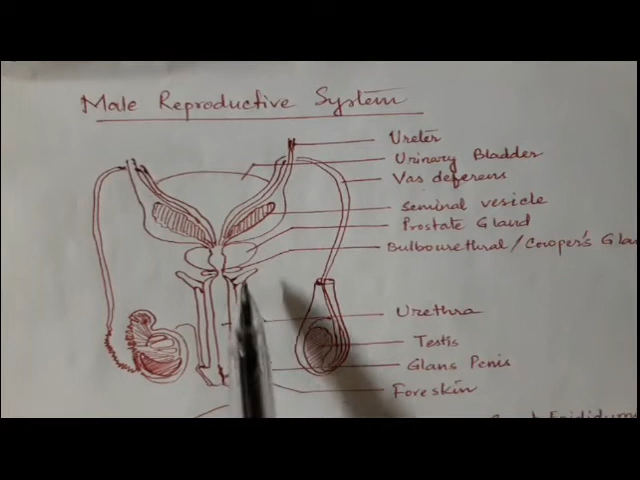 Male Reproductive System
Ureter
Urinary Bladder
Vas deferens
Seminal vesicle
Prostate Gland
Bulbourethral/Cowper's Gla
Urethra
Testis
Glans Penis
Foreskin